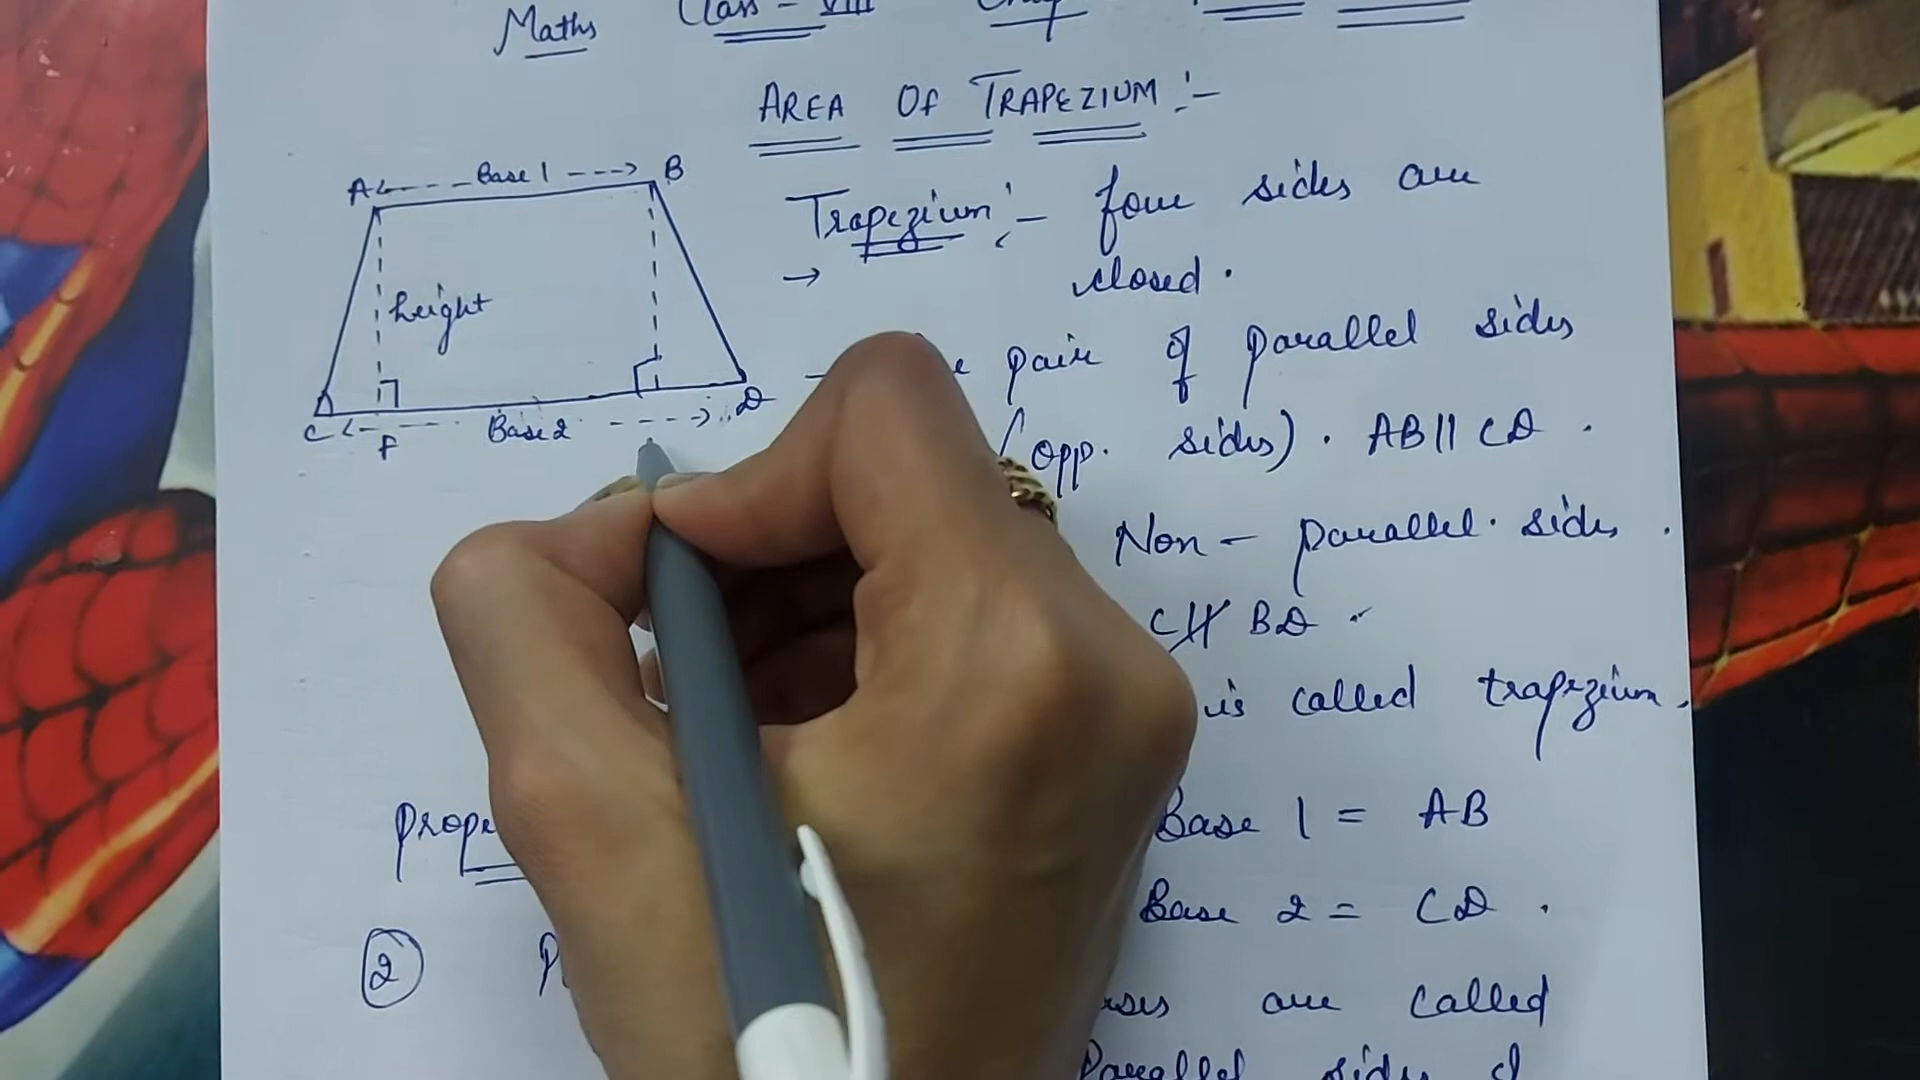 Maths Class - VIII
AREA OF TRAPEZIUM :-
A Base 1 B
height
C F Base 2 D
Trapezium :- four sides are
→ closed.
pair of parallel sides
(opp. sides). AB || CD.
Non - parallel sides.
BD.
is called trapezium.
Base 1 = AB
Base 2 = CD.
②
are called
Parallel sides